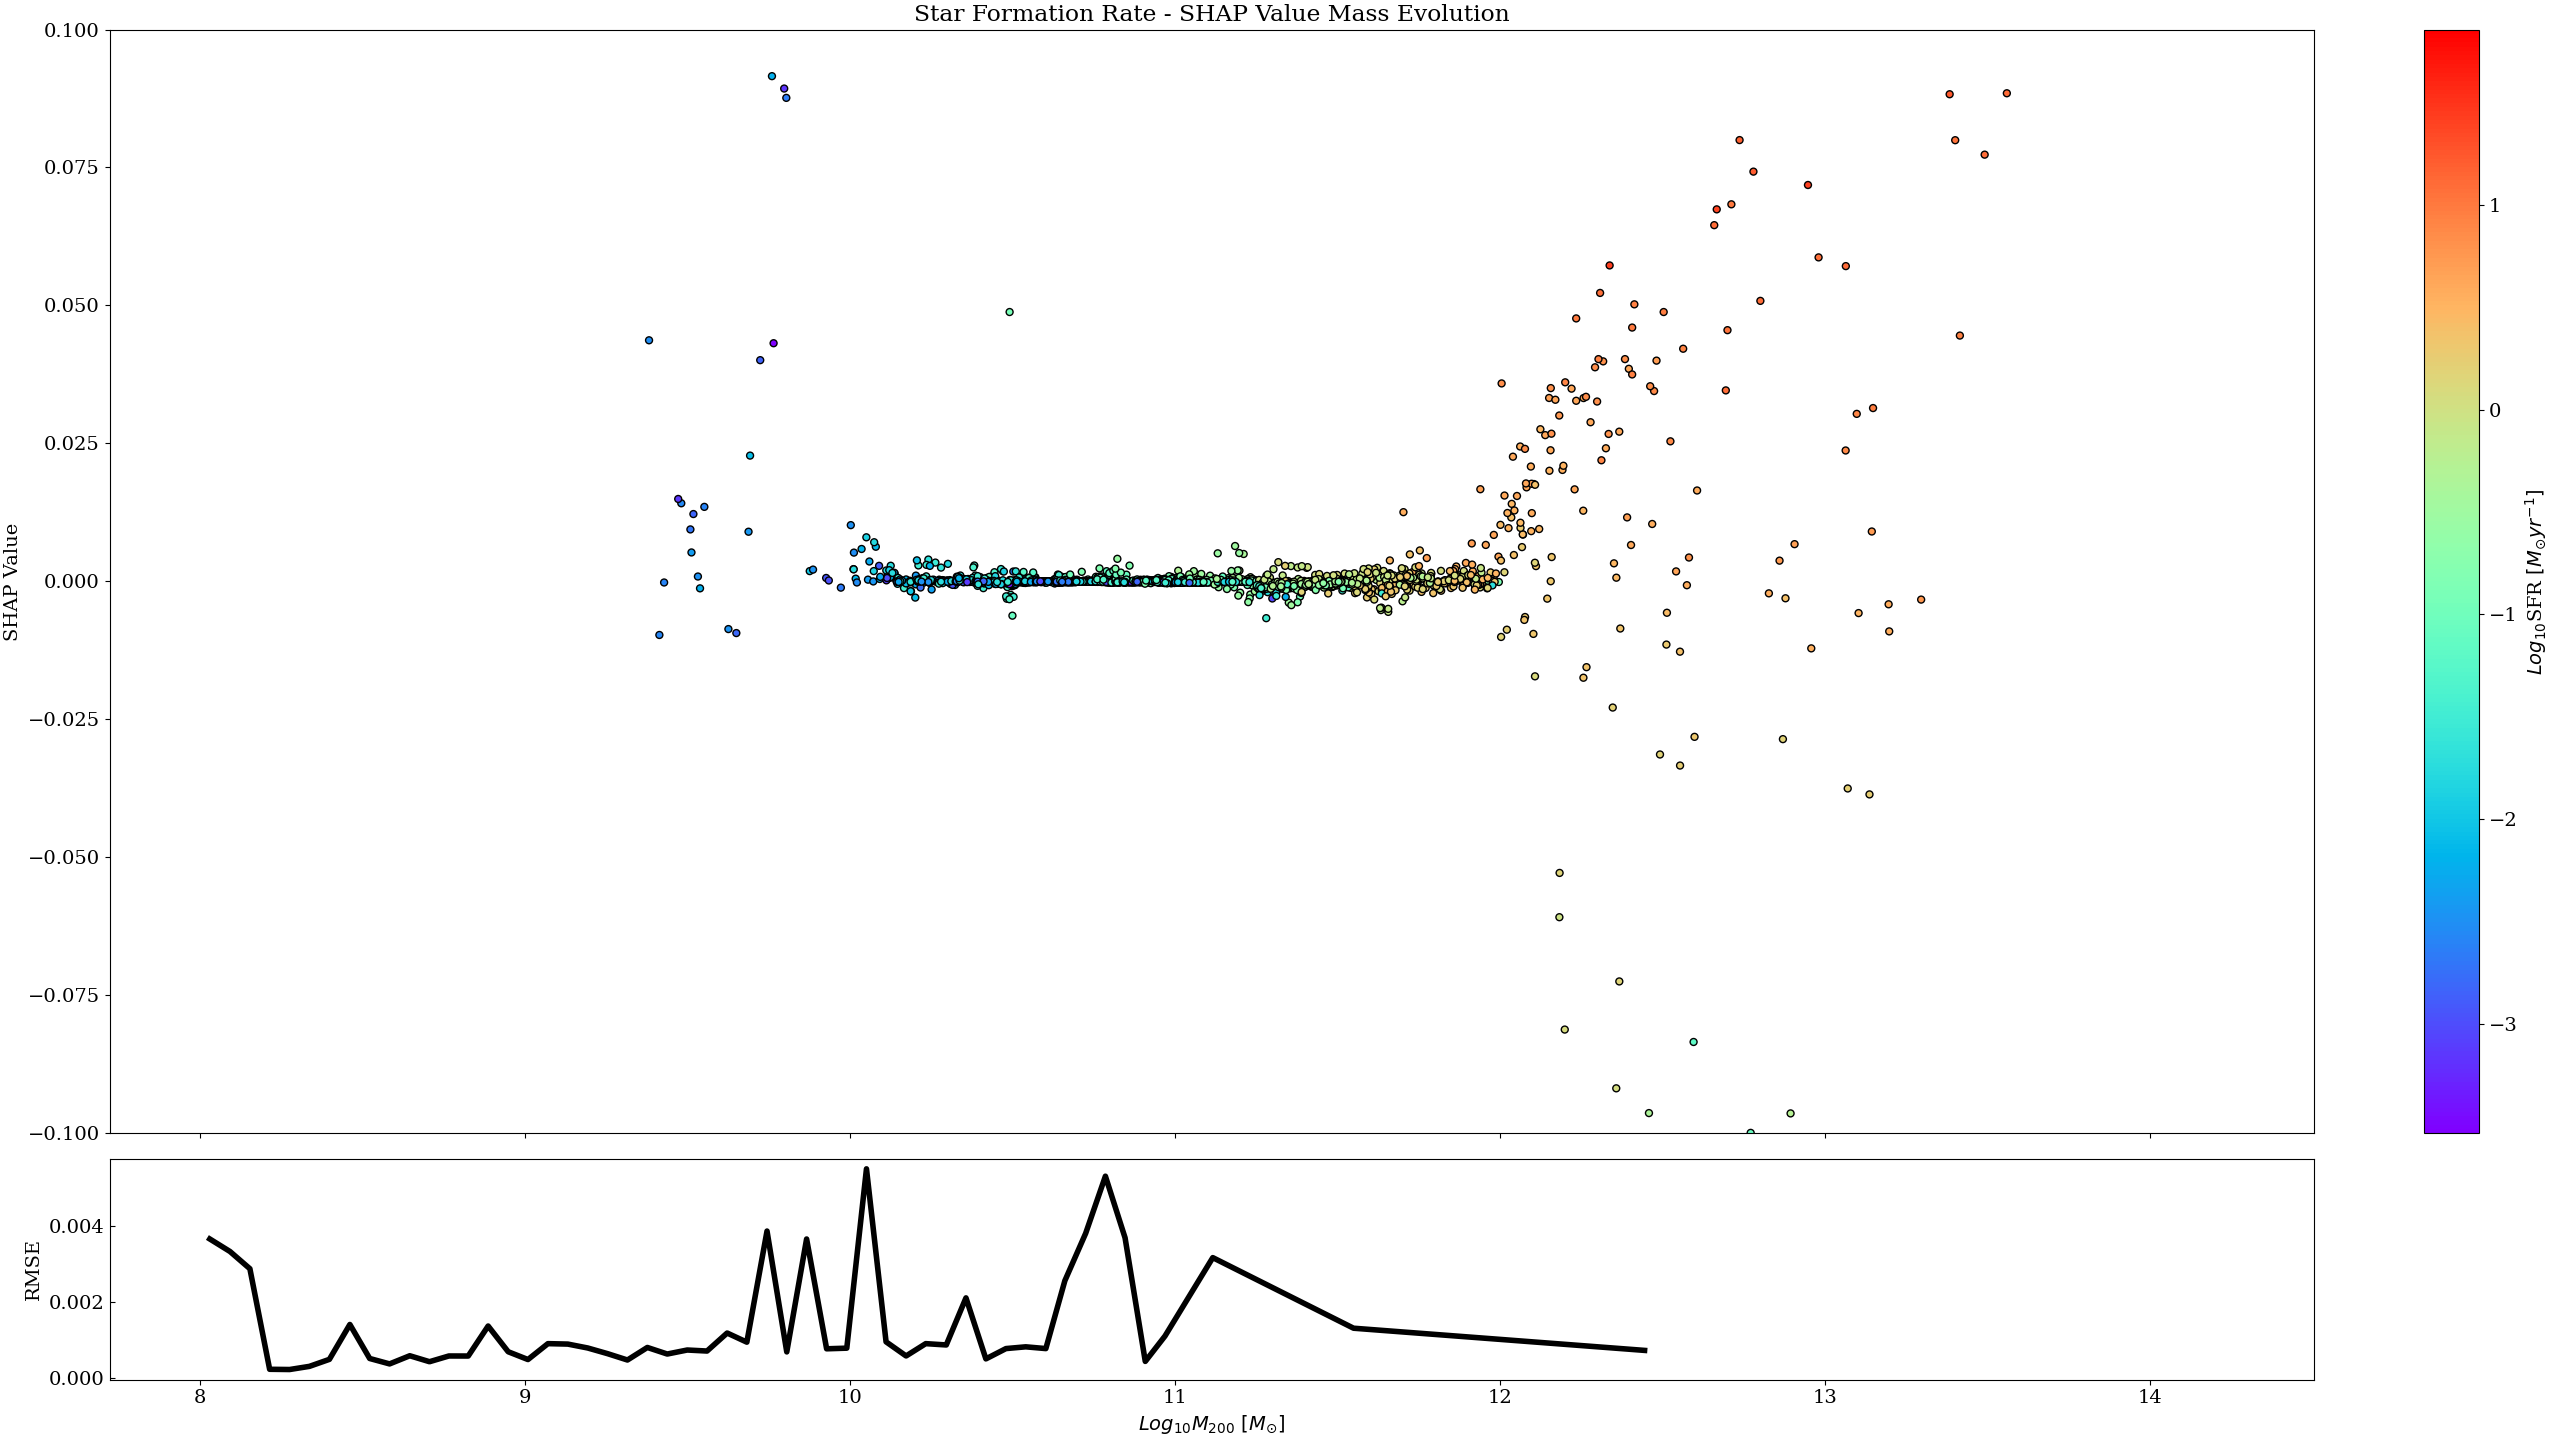 Star Formation Rate - SHAP Value Mass Evolution
0.100
0.075
0.050
0.025
0.000
−0.025
−0.050
−0.075
−0.100
SHAP Value
1
0
−1
−2
−3
Log₁₀SFR [M⊙yr⁻¹]
0.004
0.002
0.000
RMSE
8 9 10 11 12 13 14
Log₁₀M₂₀₀ [M⊙]